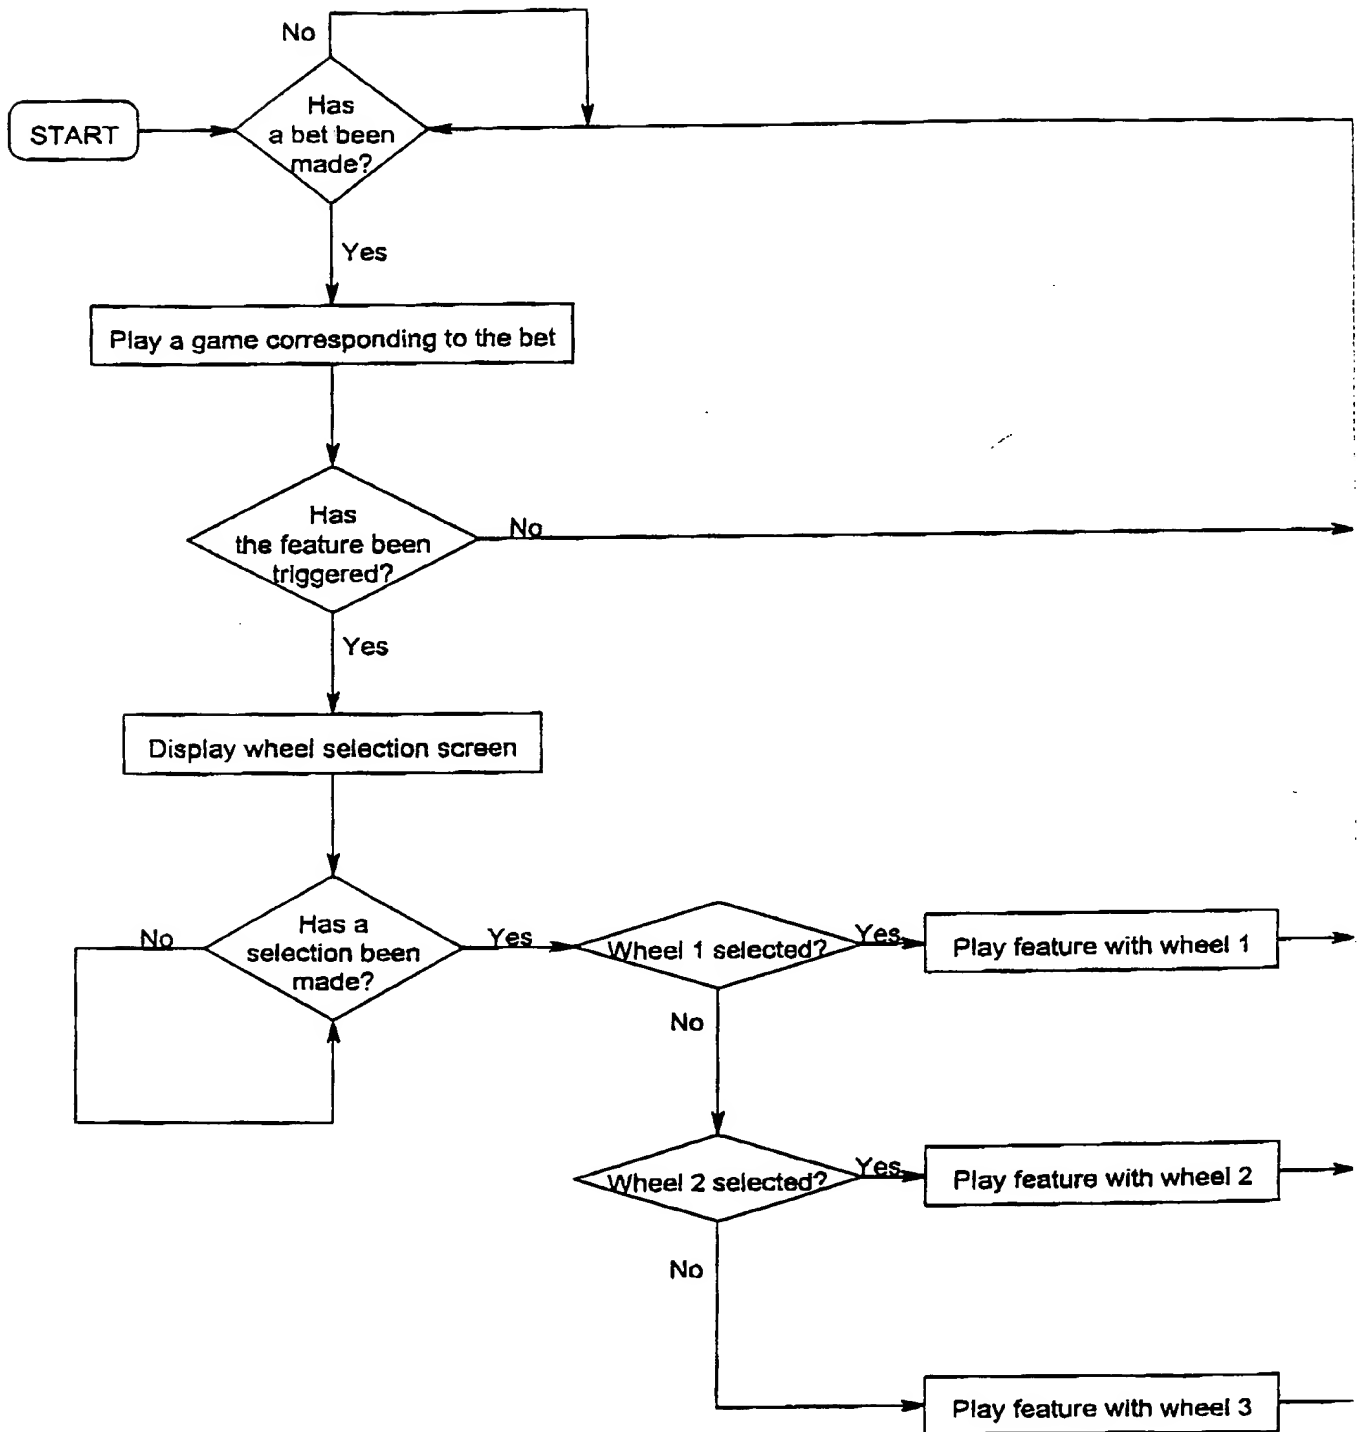 No
START
Has
a bet been
made?
Yes
Play a game corresponding to the bet
Has
the feature been
triggered?
No
Yes
Display wheel selection screen
No
Has a
selection been
made?
Yes
Wheel 1 selected?
Yes
Play feature with wheel 1
No
Wheel 2 selected?
Yes
Play feature with wheel 2
No
Play feature with wheel 3